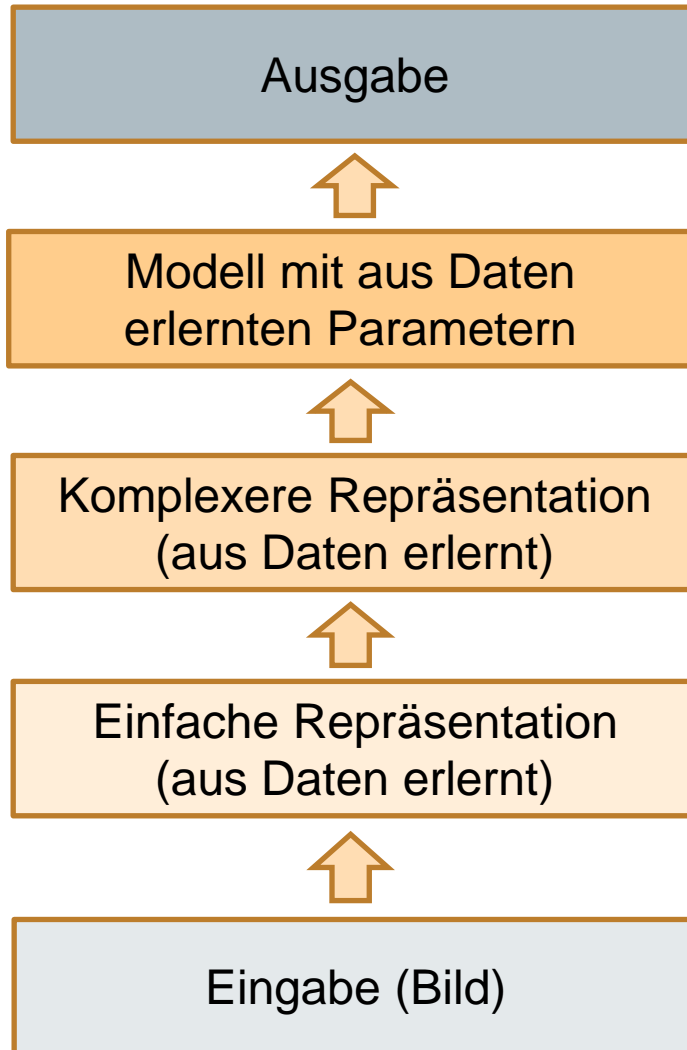 Ausgabe
Modell mit aus Daten
erlernten Parametern
Komplexere Repräsentation
(aus Daten erlernt)
Einfache Repräsentation
(aus Daten erlernt)
Eingabe (Bild)